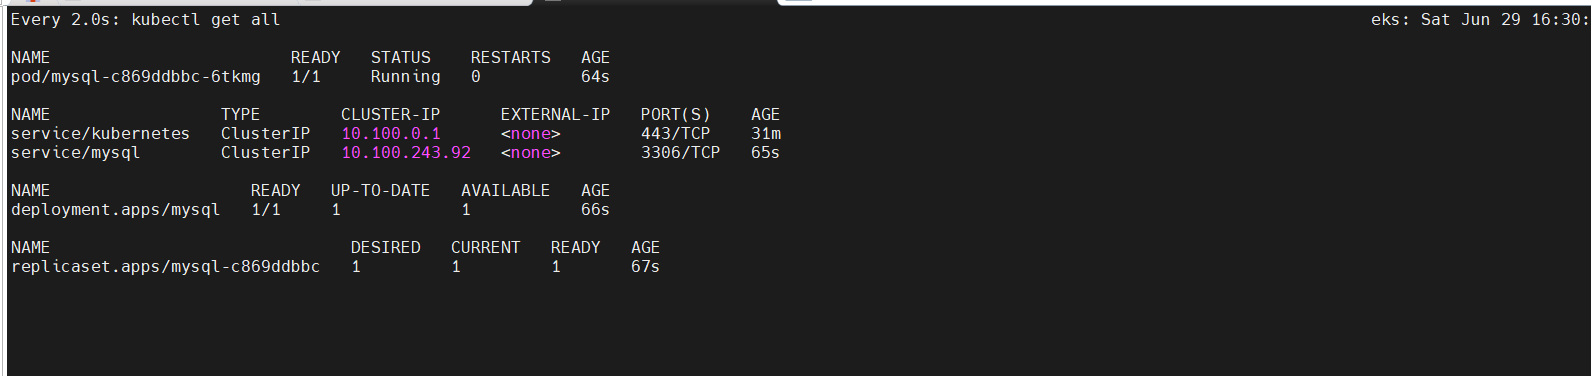 Every 2.0s: kubectl get all eks: Sat Jun 29 16:30:
NAME READY STATUS RESTARTS AGE
pod/mysql-c869ddbbc-6tkmg 1/1 Running 0 64s
NAME TYPE CLUSTER-IP EXTERNAL-IP PORT(S) AGE
service/kubernetes ClusterIP 10.100.0.1 <none> 443/TCP 31m
service/mysql ClusterIP 10.100.243.92 <none> 3306/TCP 65s
NAME READY UP-TO-DATE AVAILABLE AGE
deployment.apps/mysql 1/1 1 1 66s
NAME DESIRED CURRENT READY AGE
replicaset.apps/mysql-c869ddbbc 1 1 1 67s